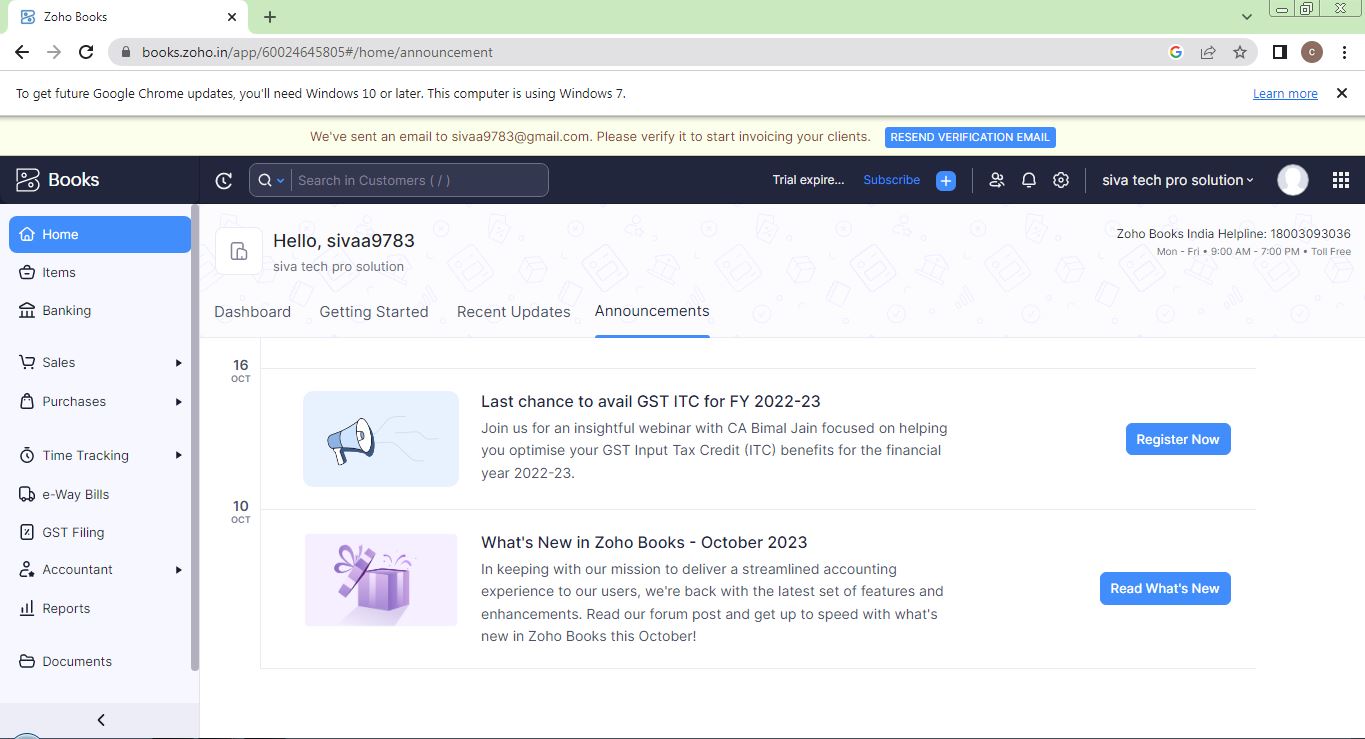 Zoho Books
books.zoho.in/app/60024645805#/home/announcement
c
To get future Google Chrome updates, you'll need Windows 10 or later. This computer is using Windows 7.
Learn more
We've sent an email to sivaa9783@gmail.com. Please verify it to start invoicing your clients.
RESEND VERIFICATION EMAIL
Books
Search in Customers ( / )
Trial expire...
Subscribe
siva tech pro solution
Home
Items
Banking
Sales
Purchases
Time Tracking
e-Way Bills
GST Filing
Accountant
Reports
Documents
Hello, sivaa9783
siva tech pro solution
Zoho Books India Helpline: 18003093036
Mon - Fri • 9:00 AM - 7:00 PM • Toll Free
Dashboard
Getting Started
Recent Updates
Announcements
16
OCT
Last chance to avail GST ITC for FY 2022-23
Join us for an insightful webinar with CA Bimal Jain focused on helping
you optimise your GST Input Tax Credit (ITC) benefits for the financial
year 2022-23.
Register Now
10
OCT
What's New in Zoho Books - October 2023
In keeping with our mission to deliver a streamlined accounting
experience to our users, we're back with the latest set of features and
enhancements. Read our forum post and get up to speed with what's
new in Zoho Books this October!
Read What's New